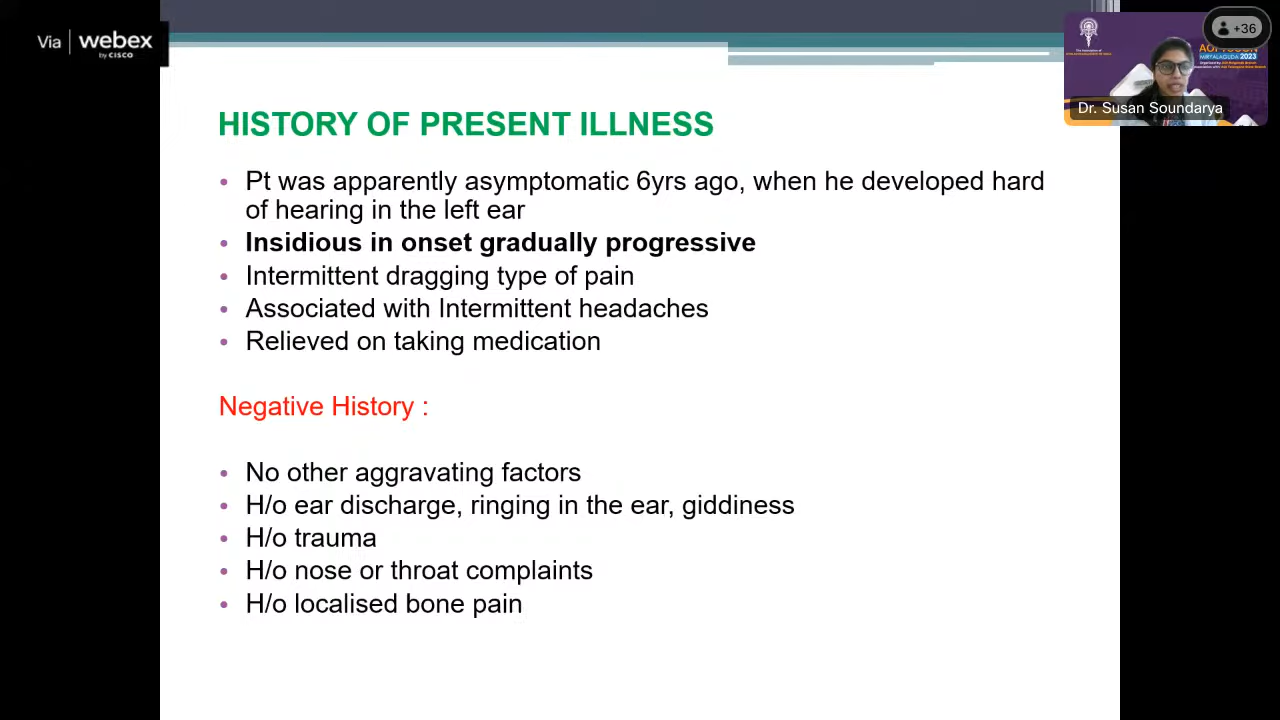 Via webex
by CISCO
+36
AOI
MIRYALAGUDA 2023
Dr. Susan Soundarya
HISTORY OF PRESENT ILLNESS
• Pt was apparently asymptomatic 6yrs ago, when he developed hard
of hearing in the left ear
• Insidious in onset gradually progressive
• Intermittent dragging type of pain
• Associated with Intermittent headaches
• Relieved on taking medication
Negative History :
• No other aggravating factors
• H/o ear discharge, ringing in the ear, giddiness
• H/o trauma
• H/o nose or throat complaints
• H/o localised bone pain